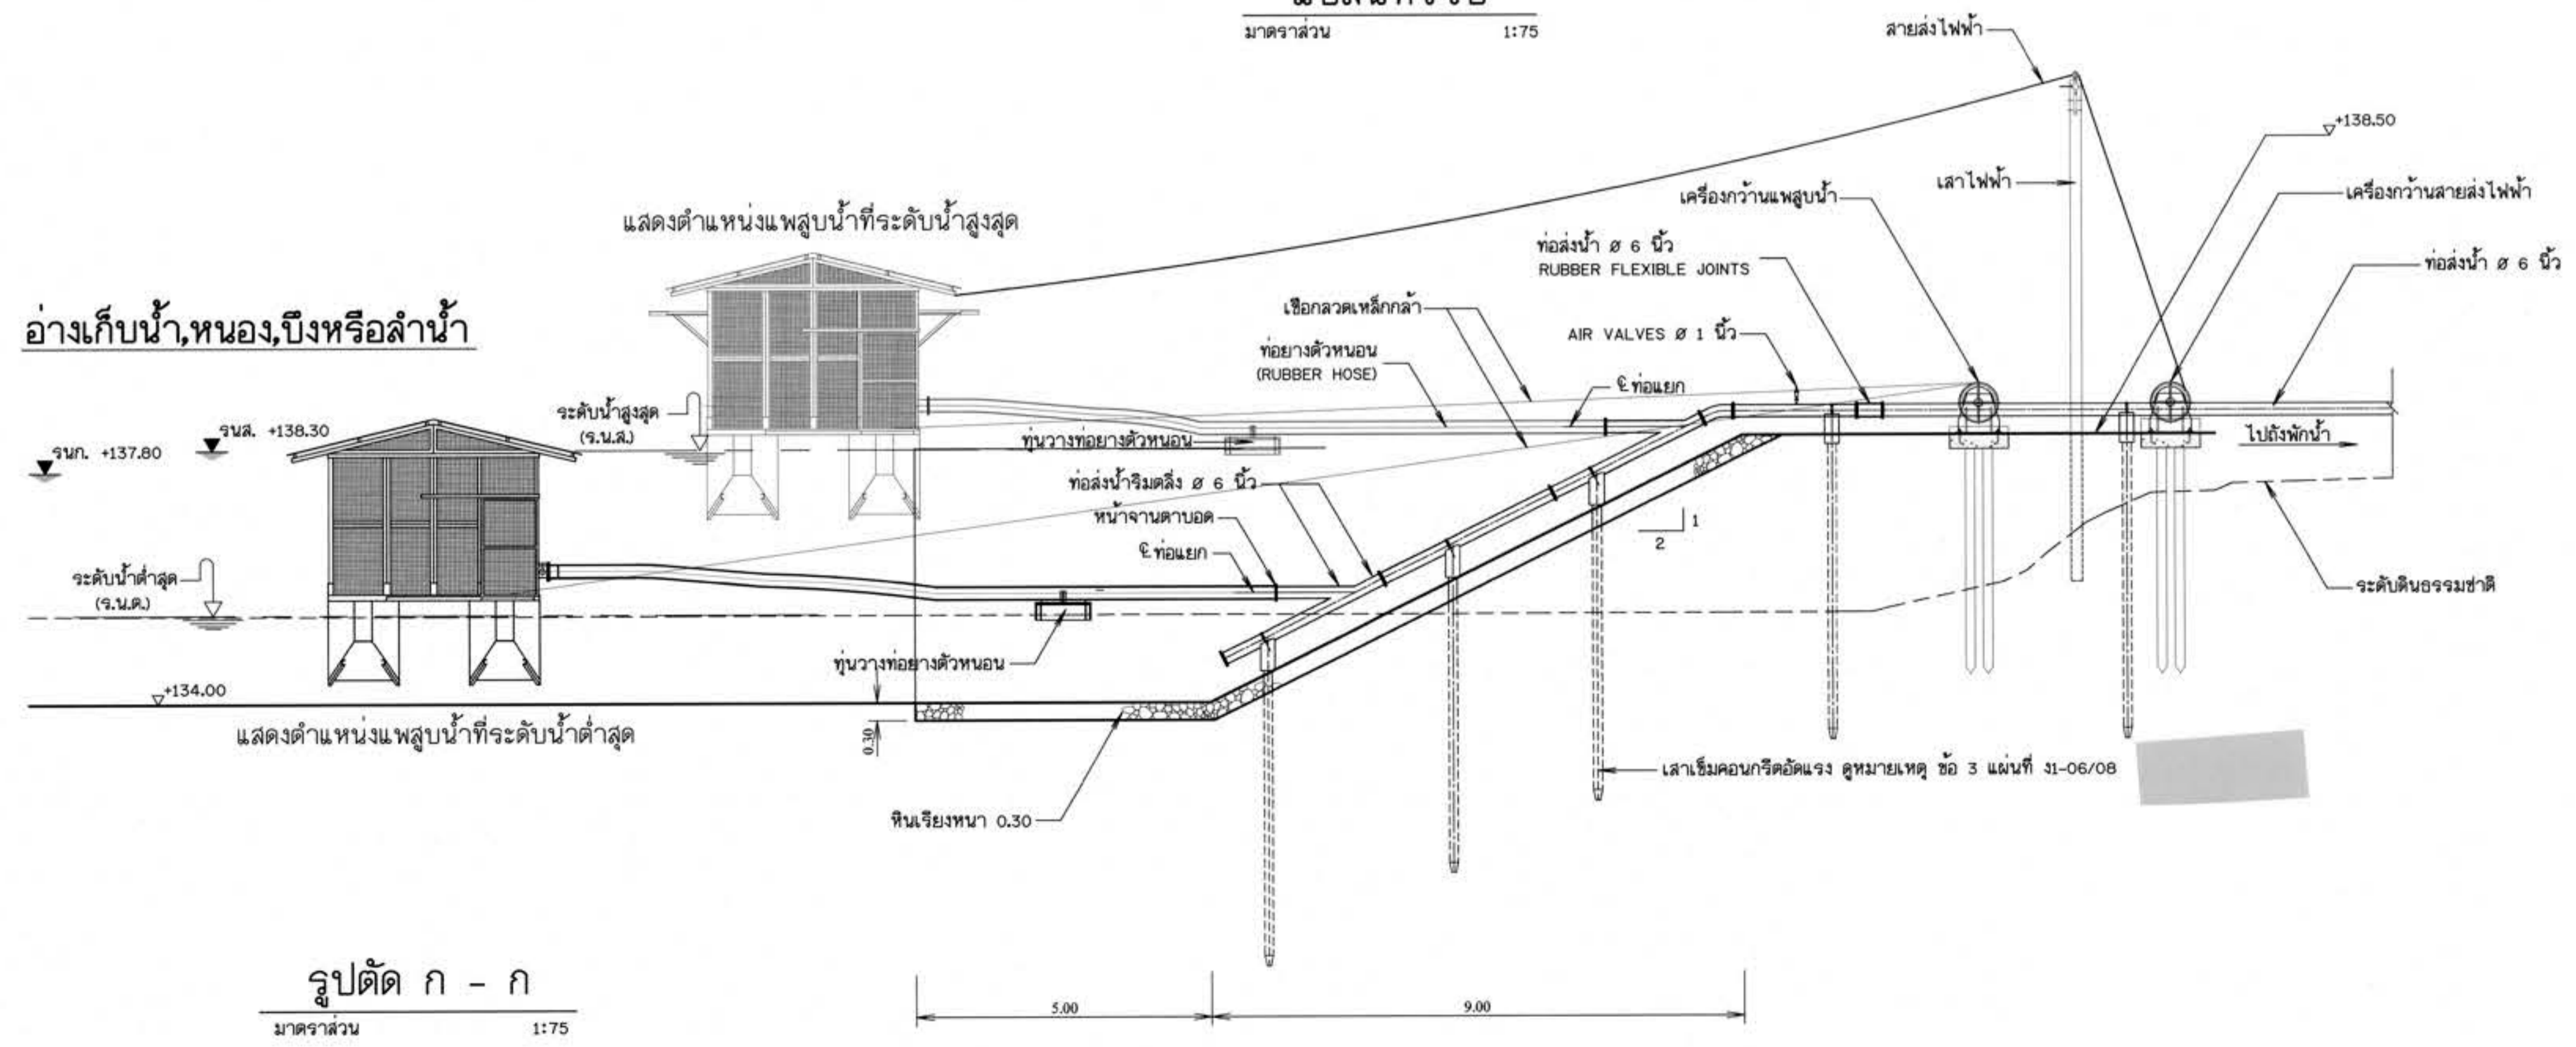 มาตราส่วน 1:75
สายส่งไฟฟ้า
+138.50
เสาไฟฟ้า
เครื่องกว้านสายส่งไฟฟ้า
เครื่องกว้านแพสูบน้ำ
แสดงตำแหน่งแพสูบน้ำที่ระดับน้ำสูงสุด
ท่อส่งน้ำ ø 6 นิ้ว
RUBBER FLEXIBLE JOINTS
ท่อส่งน้ำ ø 6 นิ้ว
อ่างเก็บน้ำ,หนอง,บึงหรือลำน้ำ
เชือกลวดเหล็กกล้า
AIR VALVES ø 1 นิ้ว
ท่อยางตัวหนอน
(RUBBER HOSE)
℄ ท่อแยก
ระดับน้ำสูงสุด
(ร.น.ส.)
รนส. +138.30
รนก. +137.80
ทุ่นวางท่อยางตัวหนอน
ไปถังพักน้ำ
ท่อส่งน้ำริมตลิ่ง ø 6 นิ้ว
หน้าจานตาบอด
℄ ท่อแยก
1
2
ระดับน้ำต่ำสุด
(ร.น.ต.)
ระดับดินธรรมชาติ
ทุ่นวางท่อยางตัวหนอน
+134.00
แสดงตำแหน่งแพสูบน้ำที่ระดับน้ำต่ำสุด
0.30
เสาเข็มคอนกรีตอัดแรง ดูหมายเหตุ ข้อ 3 แผ่นที่ ง1-06/08
หินเรียงหนา 0.30
รูปตัด ก - ก
มาตราส่วน 1:75
5.00
9.00